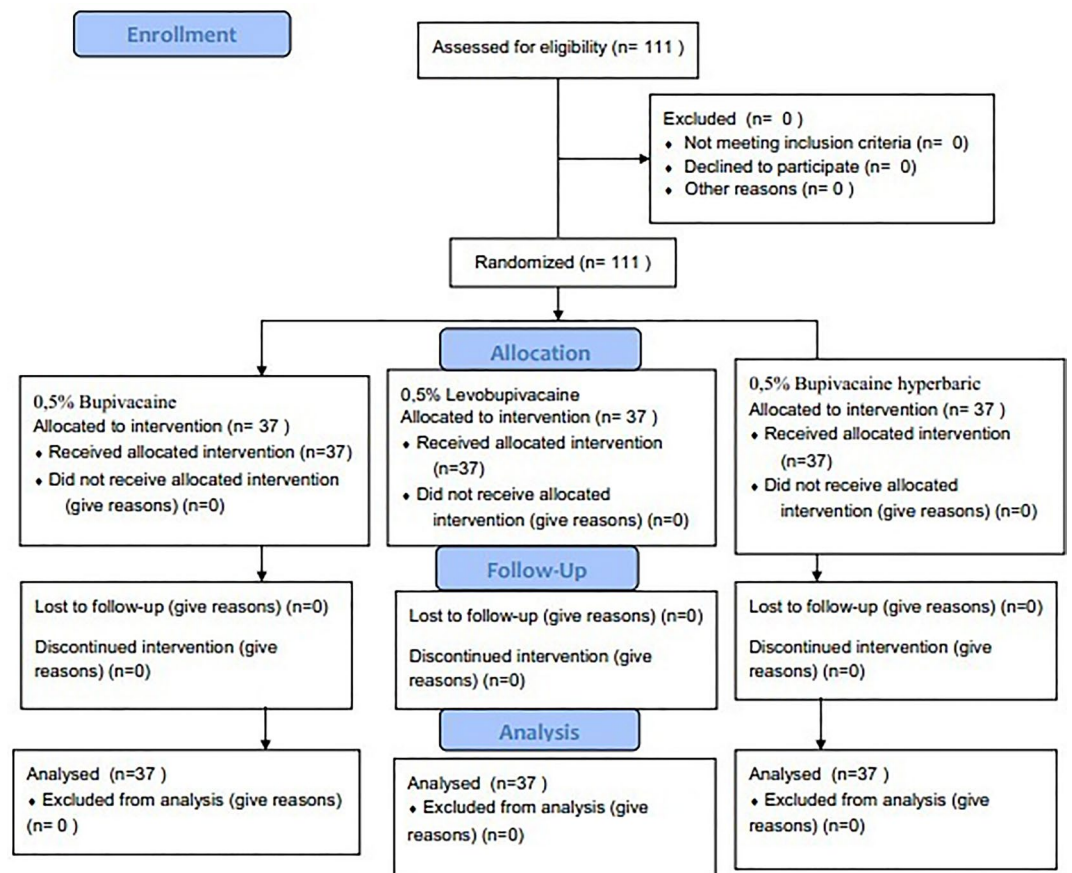 Enrollment
Assessed for eligibility (n= 111 )
Excluded (n= 0 )
♦ Not meeting inclusion criteria (n= 0)
♦ Declined to participate (n= 0)
♦ Other reasons (n= 0 )
Randomized (n= 111 )
Allocation
0,5% Bupivacaine
Allocated to intervention (n= 37 )
♦ Received allocated intervention (n=37)
♦ Did not receive allocated intervention
(give reasons) (n=0)
0,5% Levobupivacaine
Allocated to intervention (n= 37 )
♦ Received allocated intervention
(n=37)
♦ Did not receive allocated
intervention (give reasons) (n=0)
0,5% Bupivacaine hyperbaric
Allocated to intervention (n= 37 )
♦ Received allocated intervention
(n=37)
♦ Did not receive allocated
intervention (give reasons) (n=0)
Follow-Up
Lost to follow-up (give reasons) (n=0)
Discontinued intervention (give
reasons) (n=0)
Lost to follow-up (give reasons) (n=0)
Discontinued intervention (give
reasons) (n=0)
Lost to follow-up (give reasons) (n=0)
Discontinued intervention (give
reasons) (n=0)
Analysis
Analysed (n=37 )
♦ Excluded from analysis (give reasons)
(n= 0 )
Analysed (n=37 )
♦ Excluded from analysis (give
reasons) (n=0)
Analysed (n=37 )
♦ Excluded from analysis (give
reasons) (n=0)